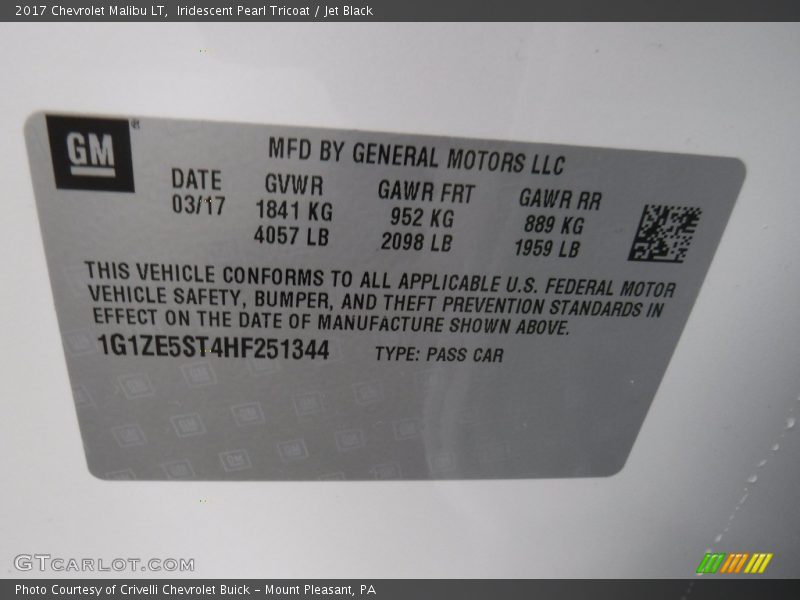 2017 Chevrolet Malibu LT,  Iridescent Pearl Tricoat / Jet Black
GM
MFD BY GENERAL MOTORS LLC
DATE GVWR GAWR FRT GAWR RR
03/17 1841 KG 952 KG 889 KG
4057 LB 2098 LB 1959 LB
THIS VEHICLE CONFORMS TO ALL APPLICABLE U.S. FEDERAL MOTOR
VEHICLE SAFETY, BUMPER, AND THEFT PREVENTION STANDARDS IN
EFFECT ON THE DATE OF MANUFACTURE SHOWN ABOVE.
1G1ZE5ST4HF251344 TYPE: PASS CAR
GTCARLOT.COM
Photo Courtesy of Crivelli Chevrolet Buick – Mount Pleasant, PA